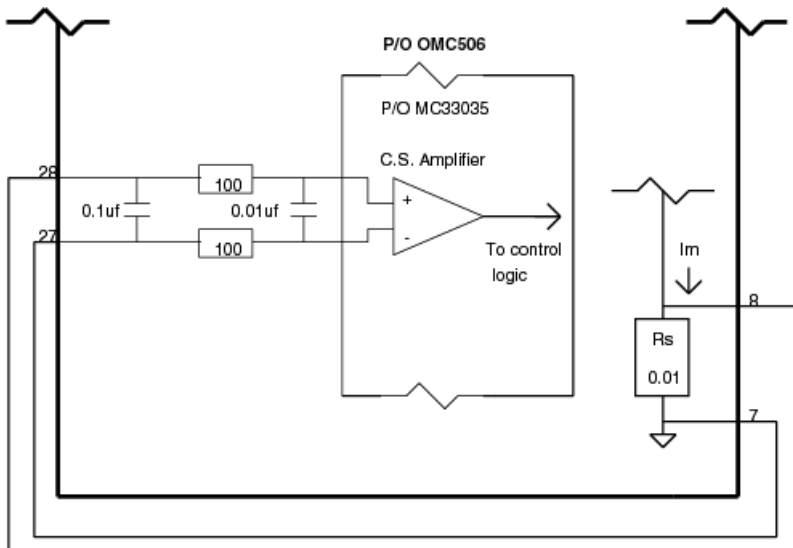 P/O OMC506
P/O MC33035
C.S. Amplifier
28
100
0.1uf
0.01uf
+
27
100
-
To control
logic
Im
8
Rs
0.01
7